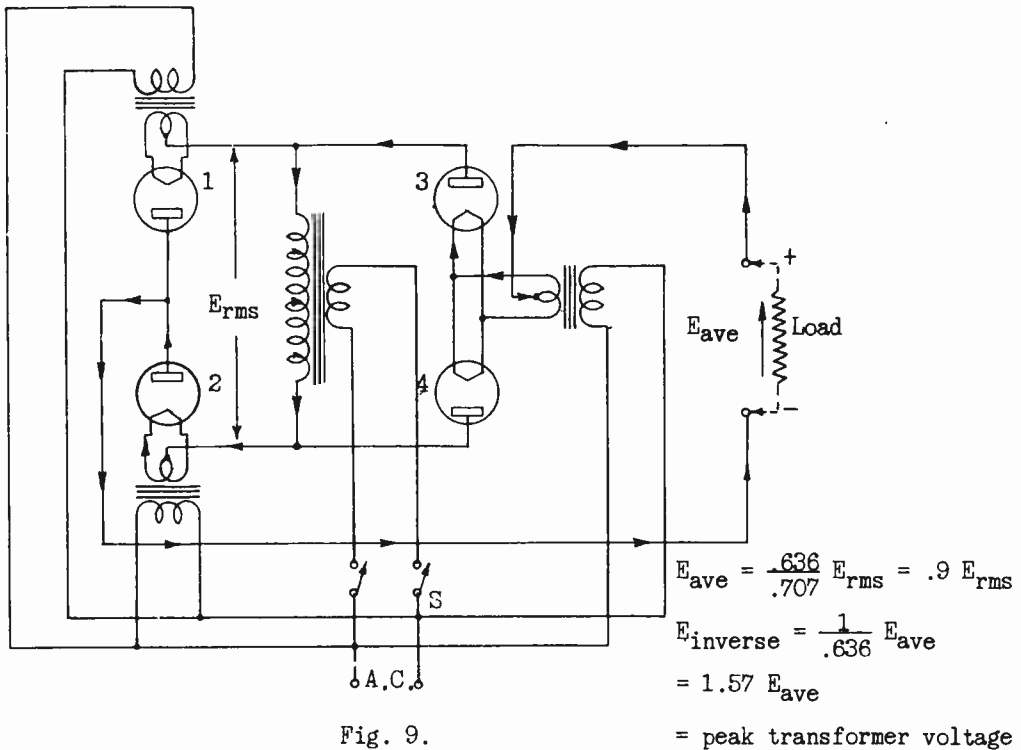 1
3
E_rms
E_ave
+
Load
2
4
−
S
A.C.
E_ave = .636/.707 E_rms = .9 E_rms
E_inverse = 1/.636 E_ave
= 1.57 E_ave
= peak transformer voltage
Fig. 9.